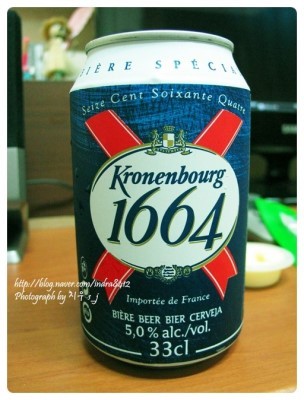 BIÈRE SPÉCI
Seize Cent Soixante Quatre
Kronenbourg
1664
http://blog.naver.com/indra8412
Photograph by
Importée de France
BIÈRE BEER BIER CERVEJA
5,0% alc./vol.
33cl